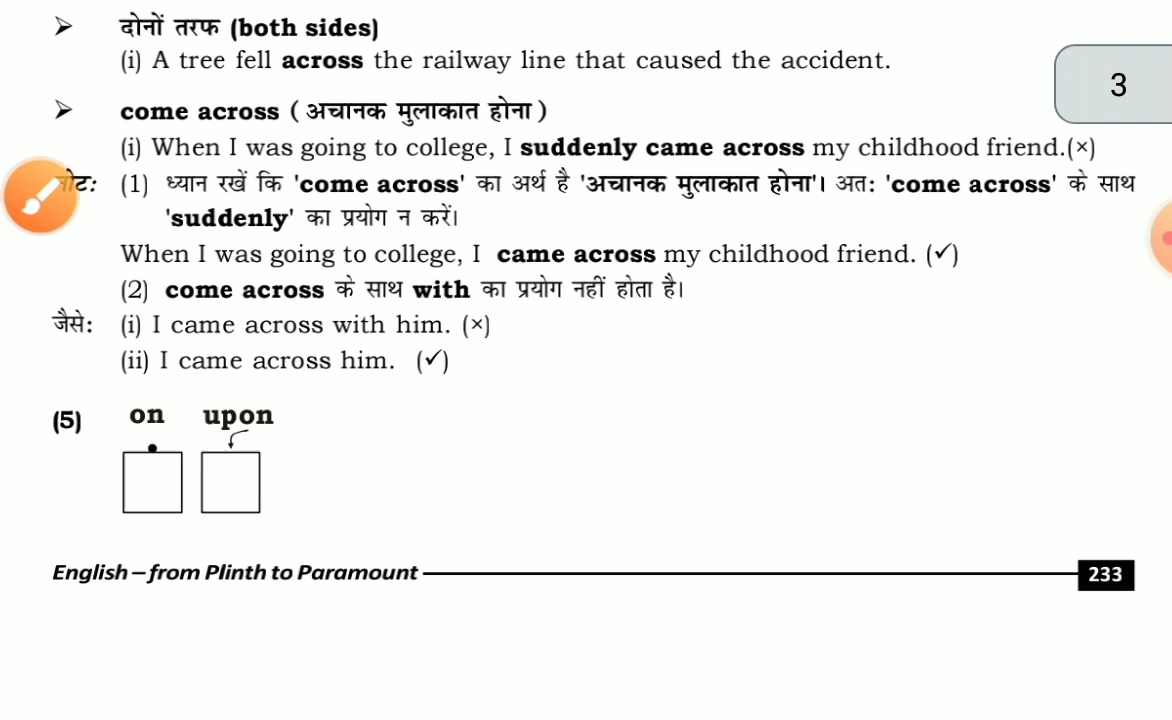 ➤ दोनों तरफ (both sides)
(i) A tree fell across the railway line that caused the accident.
3
➤ come across ( अचानक मुलाकात होना )
(i) When I was going to college, I suddenly came across my childhood friend.(×)
नोट: (1) ध्यान रखें कि 'come across' का अर्थ है 'अचानक मुलाकात होना'। अत: 'come across' के साथ
'suddenly' का प्रयोग न करें।
When I was going to college, I came across my childhood friend. (✓)
(2) come across के साथ with का प्रयोग नहीं होता है।
जैसे: (i) I came across with him. (×)
(ii) I came across him. (✓)
(5) on upon
English – from Plinth to Paramount 233